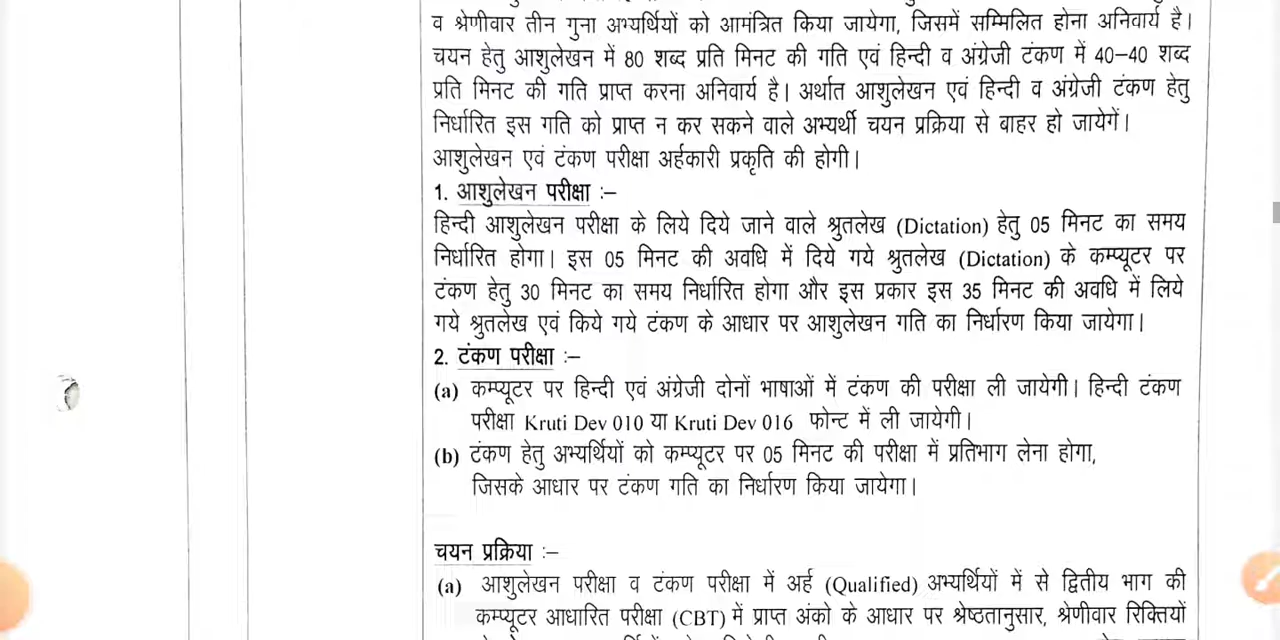 व श्रेणीवार तीन गुना अभ्यर्थियों को आमंत्रित किया जायेगा, जिसमें सम्मिलित होना अनिवार्य है।
चयन हेतु आशुलेखन में 80 शब्द प्रति मिनट की गति एवं हिन्दी व अंग्रेजी टंकण में 40–40 शब्द
प्रति मिनट की गति प्राप्त करना अनिवार्य है। अर्थात आशुलेखन एवं हिन्दी व अंग्रेजी टंकण हेतु
निर्धारित इस गति को प्राप्त न कर सकने वाले अभ्यर्थी चयन प्रक्रिया से बाहर हो जायेगें।
आशुलेखन एवं टंकण परीक्षा अर्हकारी प्रकृति की होगी।
1. आशुलेखन परीक्षा :–
हिन्दी आशुलेखन परीक्षा के लिये दिये जाने वाले श्रुतलेख (Dictation) हेतु 05 मिनट का समय
निर्धारित होगा। इस 05 मिनट की अवधि में दिये गये श्रुतलेख (Dictation) के कम्प्यूटर पर
टंकण हेतु 30 मिनट का समय निर्धारित होगा और इस प्रकार इस 35 मिनट की अवधि में लिये
गये श्रुतलेख एवं किये गये टंकण के आधार पर आशुलेखन गति का निर्धारण किया जायेगा।
2. टंकण परीक्षा :–
(a) कम्प्यूटर पर हिन्दी एवं अंग्रेजी दोनों भाषाओं में टंकण की परीक्षा ली जायेगी। हिन्दी टंकण
परीक्षा Kruti Dev 010 या Kruti Dev 016 फोन्ट में ली जायेगी।
(b) टंकण हेतु अभ्यर्थियों को कम्प्यूटर पर 05 मिनट की परीक्षा में प्रतिभाग लेना होगा,
जिसके आधार पर टंकण गति का निर्धारण किया जायेगा।
चयन प्रक्रिया :–
(a) आशुलेखन परीक्षा व टंकण परीक्षा में अर्ह (Qualified) अभ्यर्थियों में से द्वितीय भाग की
कम्प्यूटर आधारित परीक्षा (CBT) में प्राप्त अंको के आधार पर श्रेष्ठतानुसार, श्रेणीवार रिक्तियों